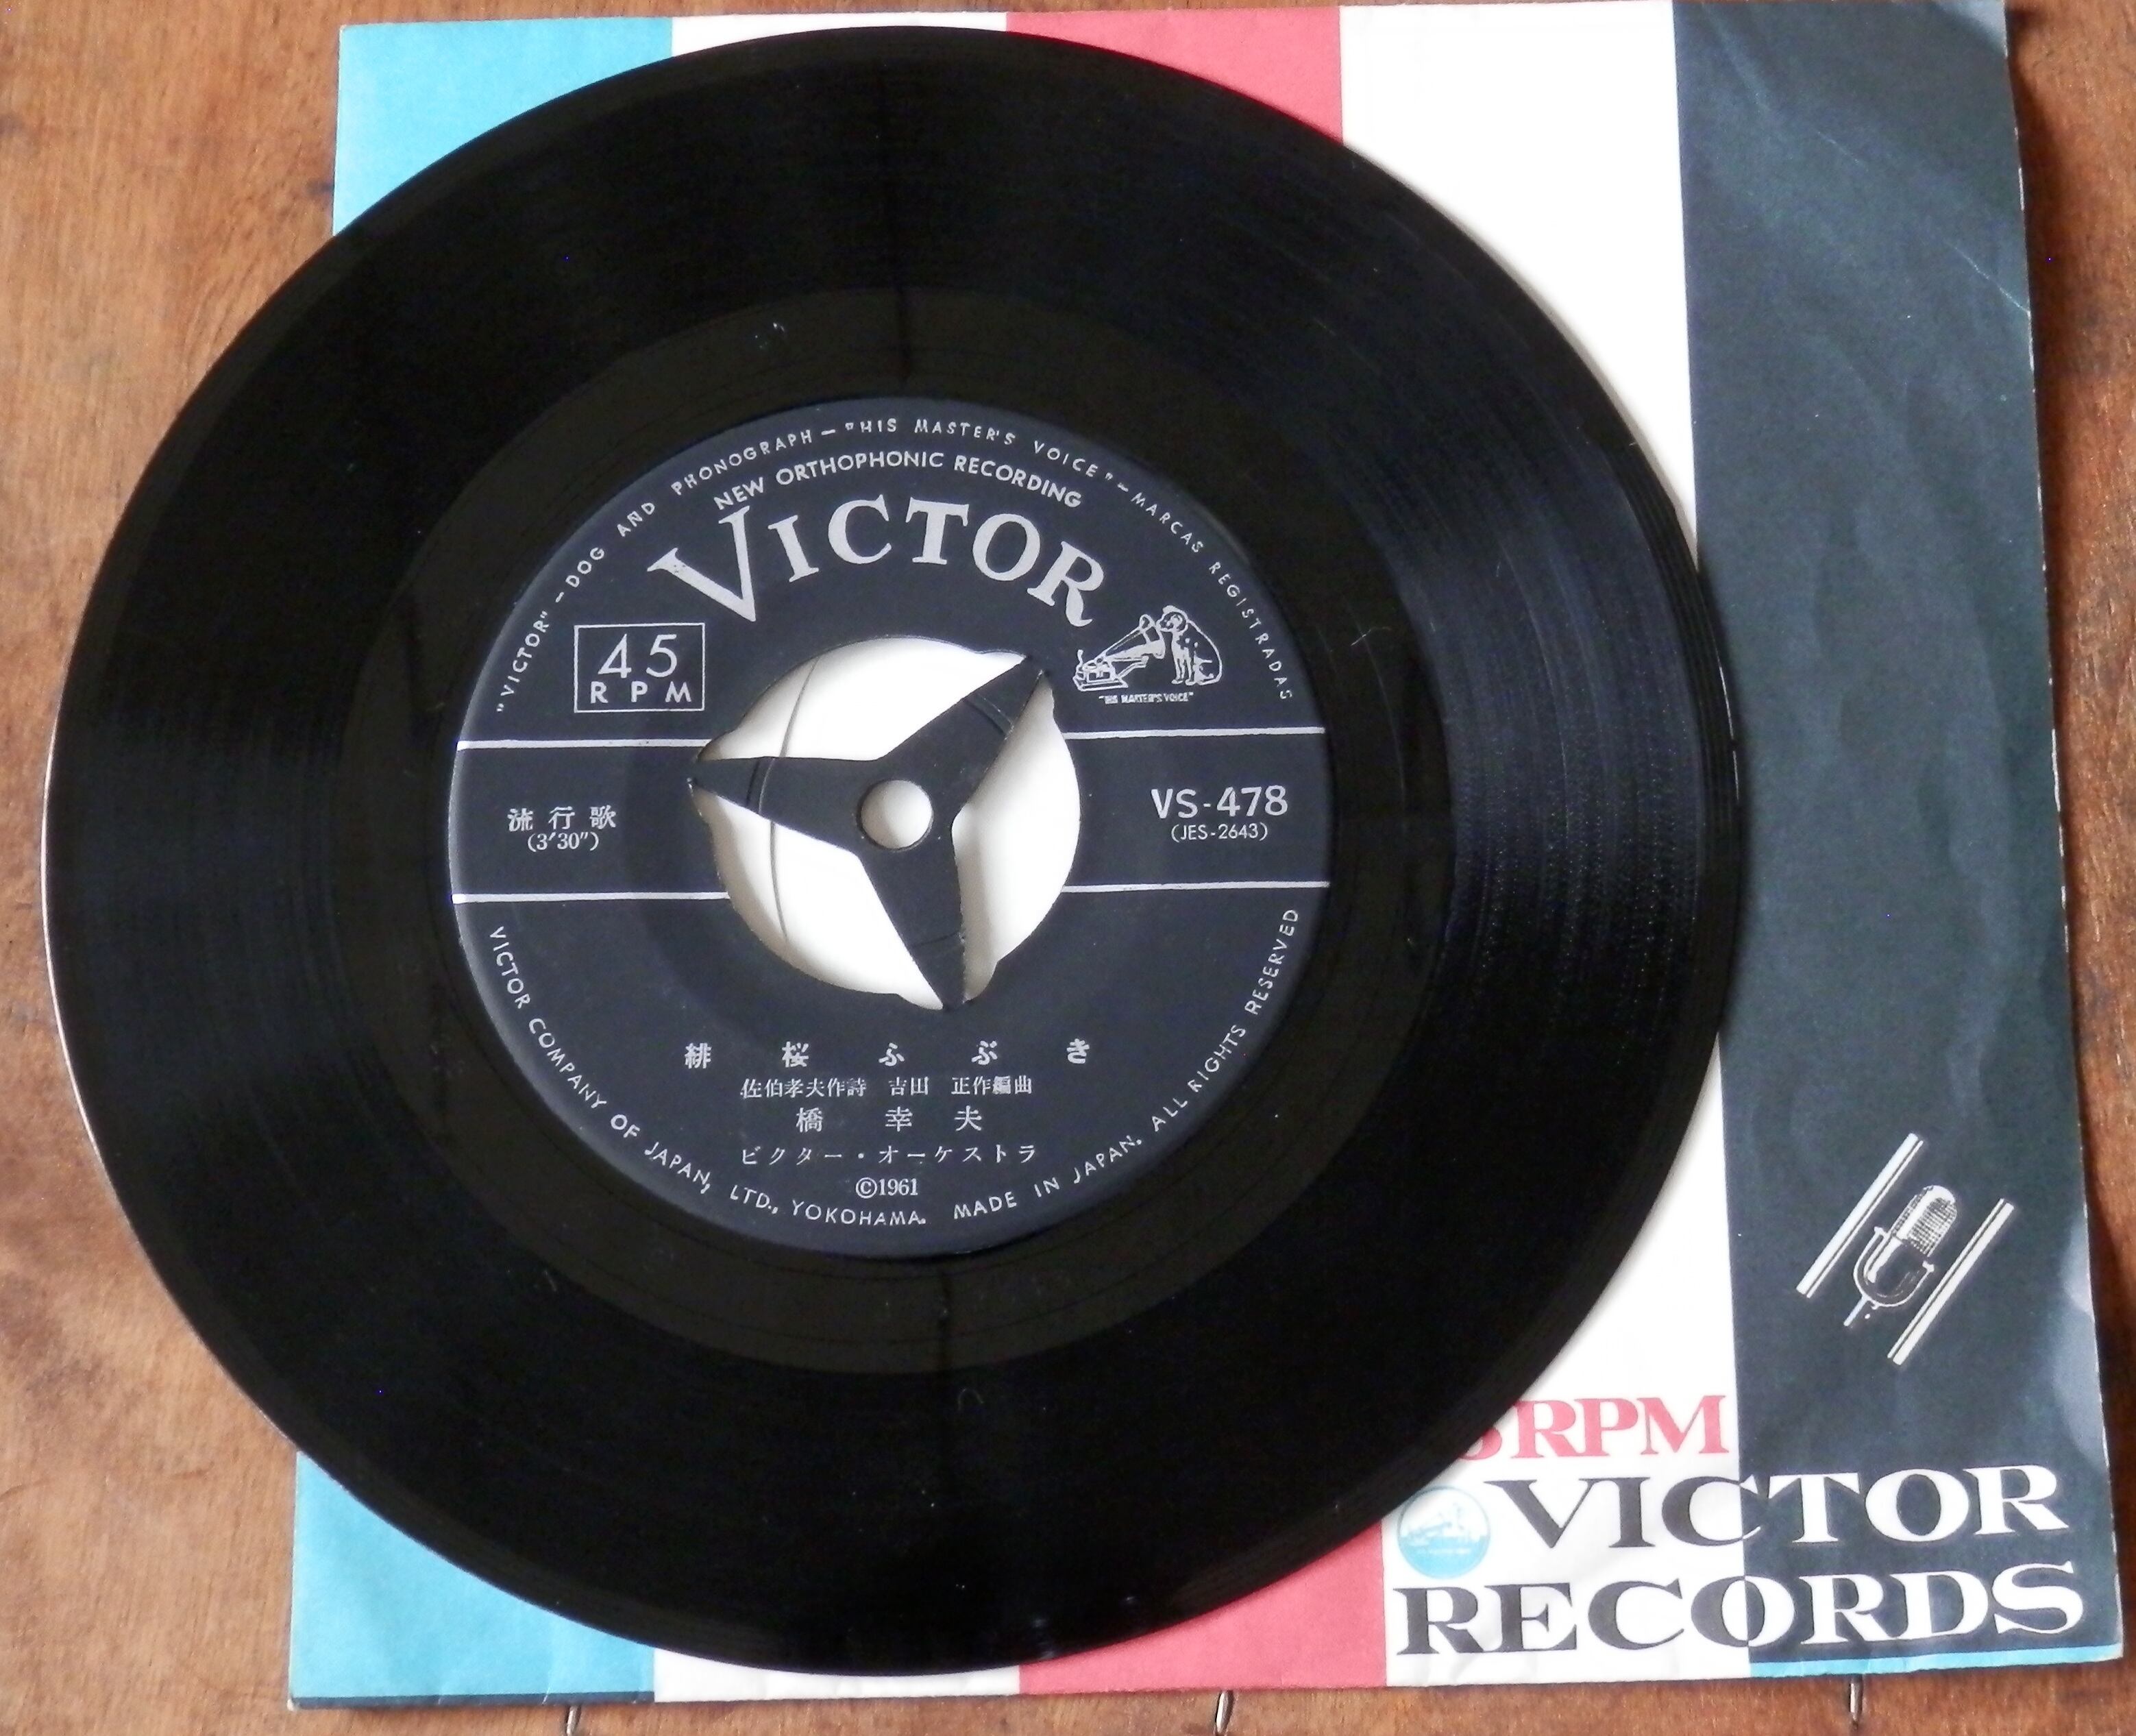 "VICTOR" – DOG AND PHONOGRAPH – "HIS MASTER'S VOICE" – MARCAS REGISTRADAS
NEW ORTHOPHONIC RECORDING
VICTOR
45
RPM
"HIS MASTER'S VOICE"
流行歌
(3′30″)
VS-478
(JES-2643)
緋桜ふぶき
佐伯孝夫作詩 吉田 正作編曲
橋 幸夫
ビクター・オーケストラ
©1961
VICTOR COMPANY OF JAPAN, LTD., YOKOHAMA. MADE IN JAPAN. ALL RIGHTS RESERVED
RPM
VICTOR
RECORDS